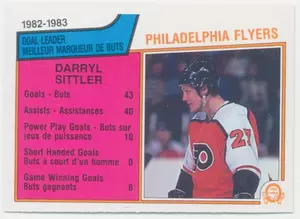 1982-1983
GOAL LEADER
MEILLEUR MARQUEUR DE BUTS
PHILADELPHIA FLYERS
DARRYL
SITTLER
Goals - Buts 43
Assists - Assistances 40
Power Play Goals - Buts sur
jeux de puissance 10
Short Handed Goals
Buts à court d'un homme 0
Game Winning Goals
Buts gagnants 8
27